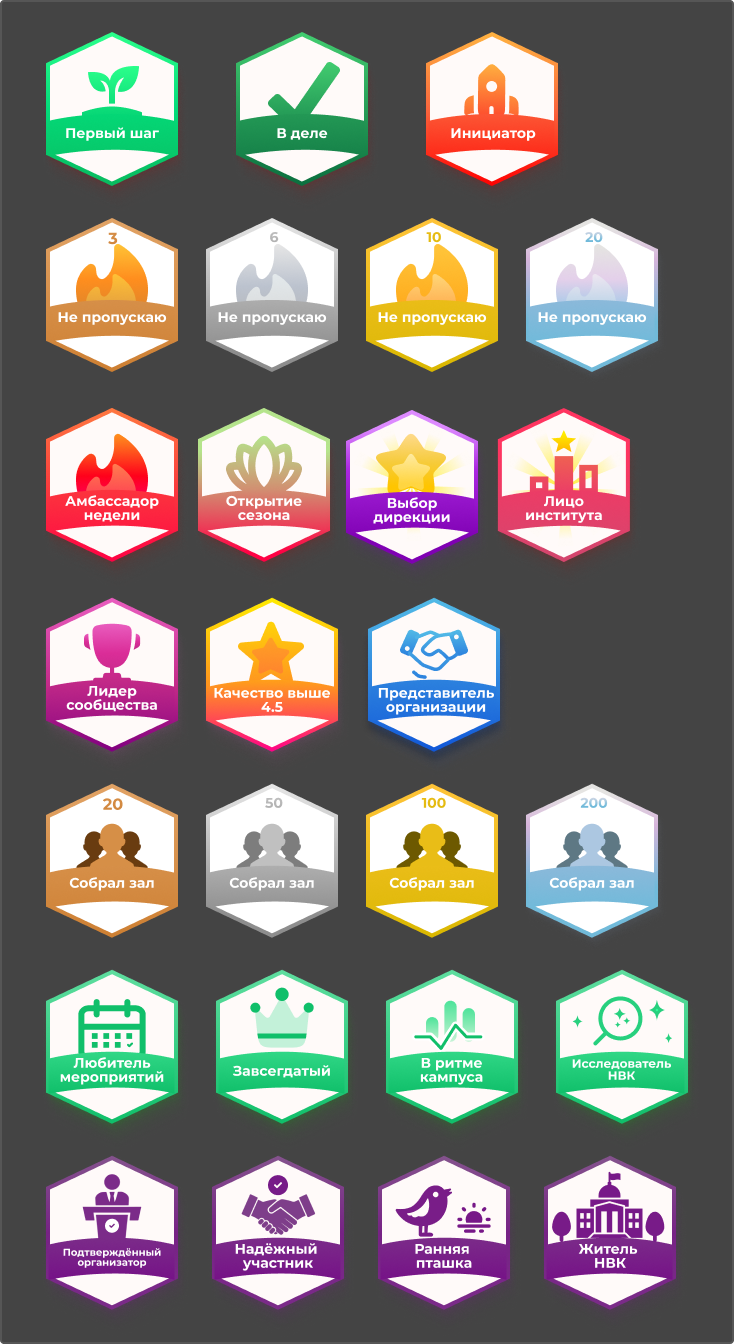 Первый шаг
В деле
Инициатор
3
6
10
20
Не пропускаю
Не пропускаю
Не пропускаю
Не пропускаю
Амбассадор
недели
Открытие
сезона
Выбор
дирекции
Лицо
института
Лидер
сообщества
Качество выше
4.5
Представитель
организации
20
50
100
200
Собрал зал
Собрал зал
Собрал зал
Собрал зал
Любитель
мероприятий
Завсегдатый
В ритме
кампуса
Исследователь
НВК
Подтверждённый
организатор
Надёжный
участник
Ранняя
пташка
Житель
НВК